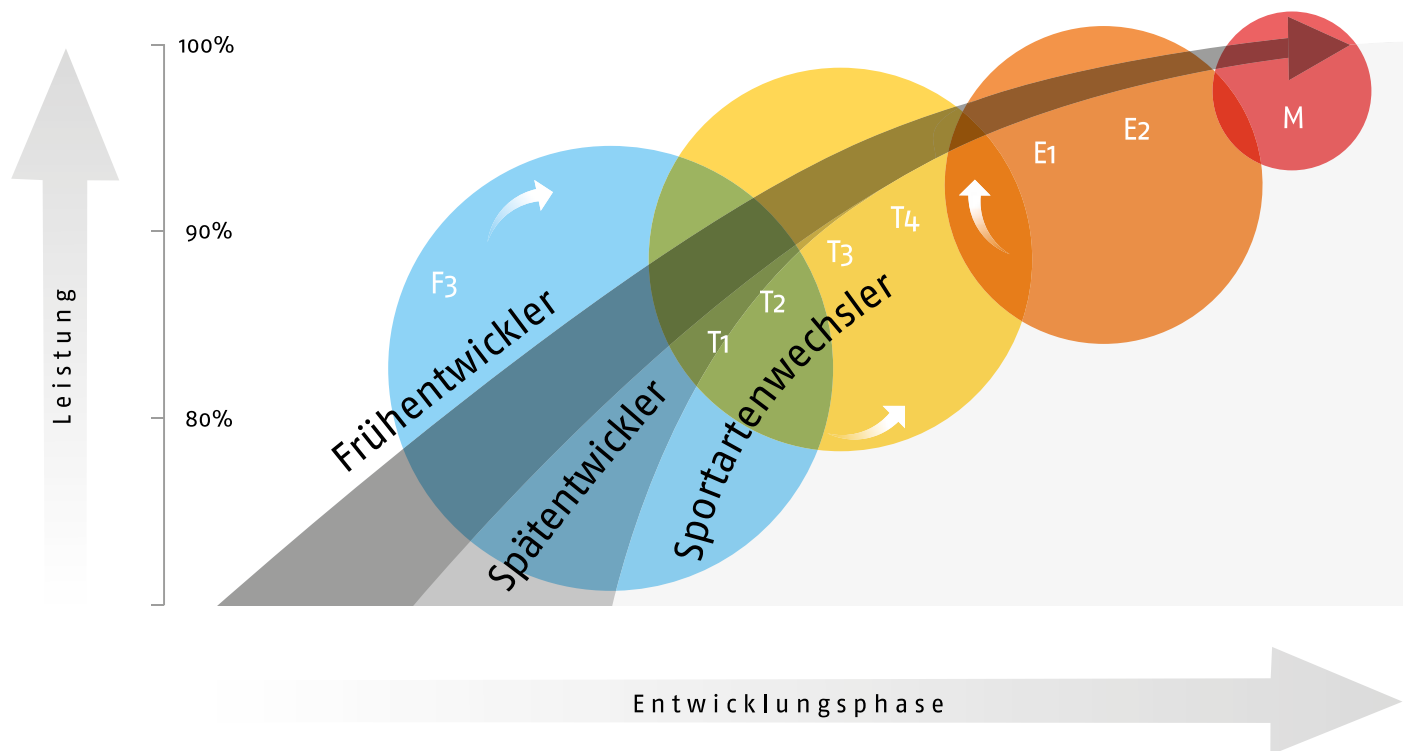 100%
90%
80%
Leistung
F3
T1
T2
T3
T4
E1
E2
M
Frühentwickler
Spätentwickler
Sportartenwechsler
Entwicklungsphase